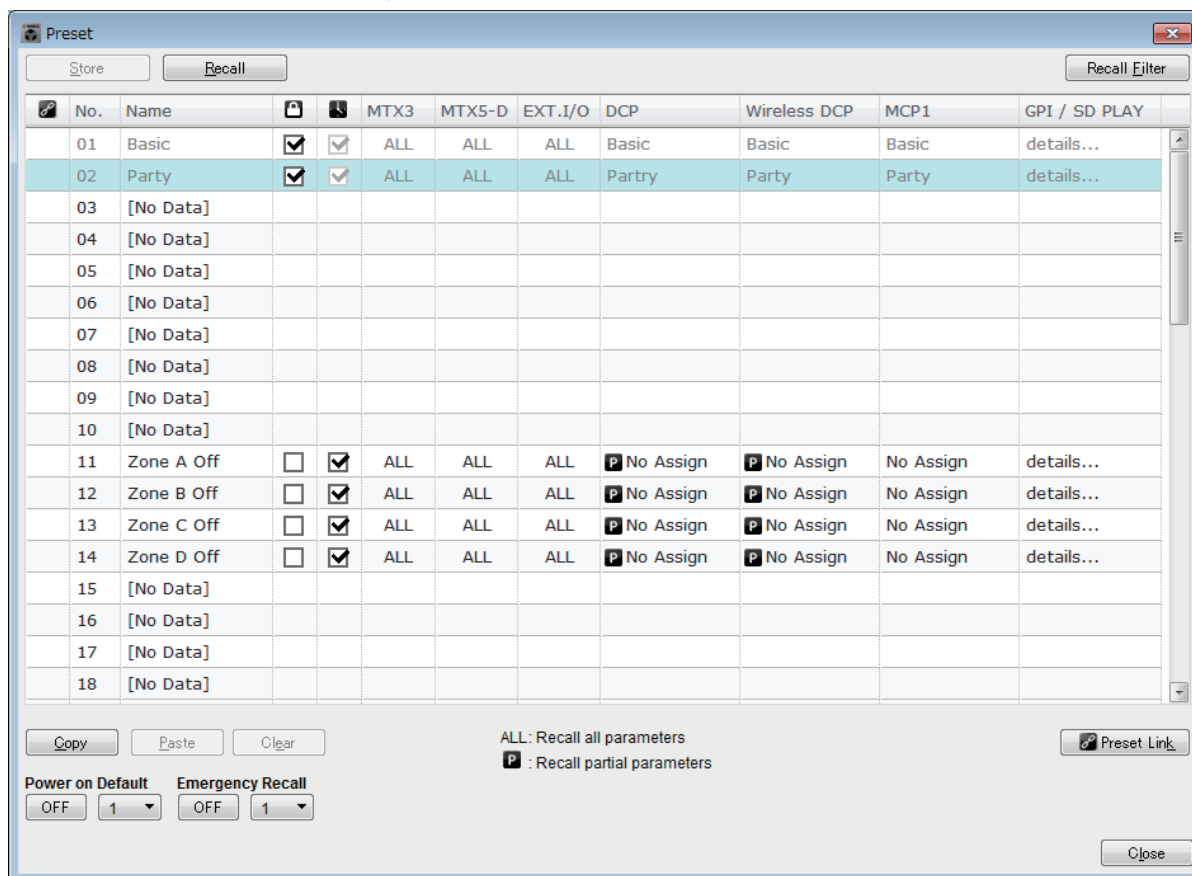 Preset
Store Recall Recall Filter
No. Name MTX3 MTX5-D EXT.I/O DCP Wireless DCP MCP1 GPI / SD PLAY
01 Basic ALL ALL ALL Basic Basic Basic details...
02 Party ALL ALL ALL Partry Party Party details...
03 [No Data]
04 [No Data]
05 [No Data]
06 [No Data]
07 [No Data]
08 [No Data]
09 [No Data]
10 [No Data]
11 Zone A Off ALL ALL ALL P No Assign P No Assign No Assign details...
12 Zone B Off ALL ALL ALL P No Assign P No Assign No Assign details...
13 Zone C Off ALL ALL ALL P No Assign P No Assign No Assign details...
14 Zone D Off ALL ALL ALL P No Assign P No Assign No Assign details...
15 [No Data]
16 [No Data]
17 [No Data]
18 [No Data]
Copy Paste Clear ALL: Recall all parameters Preset Link
P : Recall partial parameters
Power on Default Emergency Recall
OFF 1 OFF 1
Close